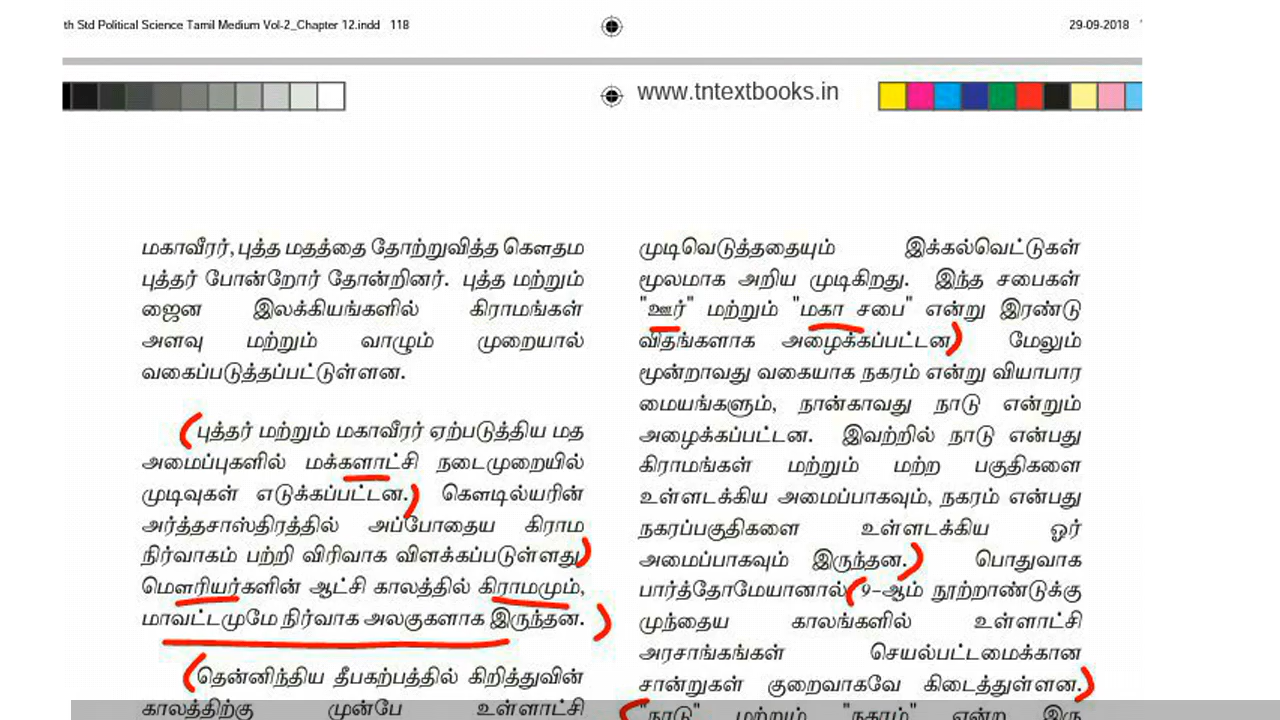 th Std Political Science Tamil Medium Vol-2_Chapter 12.indd 118
29-09-2018
www.tntextbooks.in
மகாவீரர், புத்த மதத்தை தோற்றுவித்த கௌதம
புத்தர் போன்றோர் தோன்றினர். புத்த மற்றும்
ஜைன இலக்கியங்களில் கிராமங்கள்
அளவு மற்றும் வாழும் முறையால்
வகைப்படுத்தப்பட்டுள்ளன.
புத்தர் மற்றும் மகாவீரர் ஏற்படுத்திய மத
அமைப்புகளில் மக்களாட்சி நடைமுறையில்
முடிவுகள் எடுக்கப்பட்டன. கௌடில்யரின்
அர்த்தசாஸ்திரத்தில் அப்போதைய கிராம
நிர்வாகம் பற்றி விரிவாக விளக்கப்படுள்ளது
மௌரியர்களின் ஆட்சி காலத்தில் கிராமமும்,
மாவட்டமுமே நிர்வாக அலகுகளாக இருந்தன.
தென்னிந்திய தீபகற்பத்தில் கிறித்துவின்
காலத்திற்கு முன்பே உள்ளாட்சி
முடிவெடுத்ததையும் இக்கல்வெட்டுகள்
மூலமாக அறிய முடிகிறது. இந்த சபைகள்
"ஊர்" மற்றும் "மகா சபை" என்று இரண்டு
விதங்களாக அழைக்கப்பட்டன மேலும்
மூன்றாவது வகையாக நகரம் என்று வியாபார
மையங்களும், நான்காவது நாடு என்றும்
அழைக்கப்பட்டன. இவற்றில் நாடு என்பது
கிராமங்கள் மற்றும் மற்ற பகுதிகளை
உள்ளடக்கிய அமைப்பாகவும், நகரம் என்பது
நகரப்பகுதிகளை உள்ளடக்கிய ஓர்
அமைப்பாகவும் இருந்தன. பொதுவாக
பார்த்தோமேயானால் 9-ஆம் நூற்றாண்டுக்கு
முந்தைய காலங்களில் உள்ளாட்சி
அரசாங்கங்கள் செயல்பட்டமைக்கான
சான்றுகள் குறைவாகவே கிடைத்துள்ளன.
"நாடு" மற்றும் "நகரம்" என்ற இரு